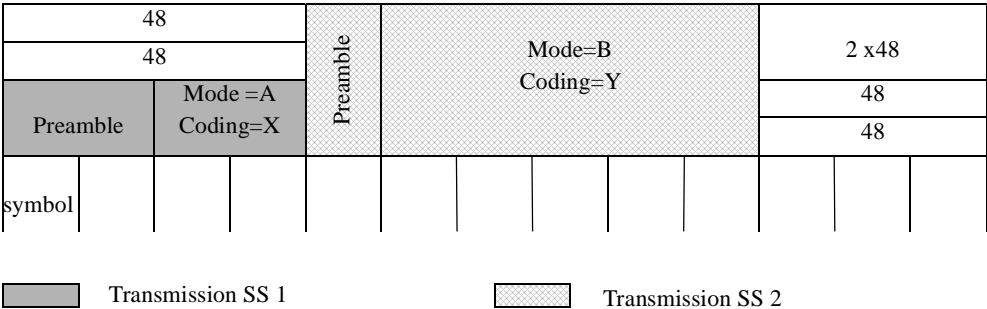 48
48
Preamble
Mode =A
Coding=X
Preamble
Mode=B
Coding=Y
2 x48
48
48
symbol
Transmission SS 1
Transmission SS 2